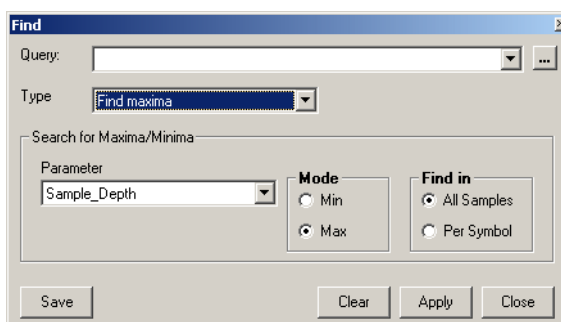 Find
Query:
...
Type
Find maxima
Search for Maxima/Minima
Parameter
Sample_Depth
Mode
Min
Max
Find in
All Samples
Per Symbol
Save
Clear
Apply
Close